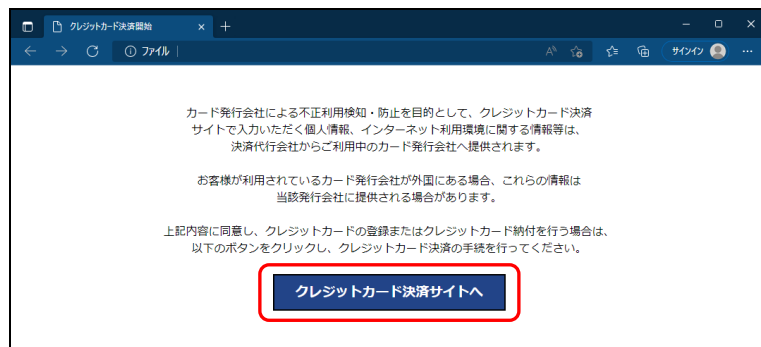 クレジットカード決済開始
ファイル
サインイン
カード発行会社による不正利用検知・防止を目的として、クレジットカード決済
サイトで入力いただく個人情報、インターネット利用環境に関する情報等は、
決済代行会社からご利用中のカード発行会社へ提供されます。
お客様が利用されているカード発行会社が外国にある場合、これらの情報は
当該発行会社に提供される場合があります。
上記内容に同意し、クレジットカードの登録またはクレジットカード納付を行う場合は、
以下のボタンをクリックし、クレジットカード決済の手続を行ってください。
クレジットカード決済サイトへ